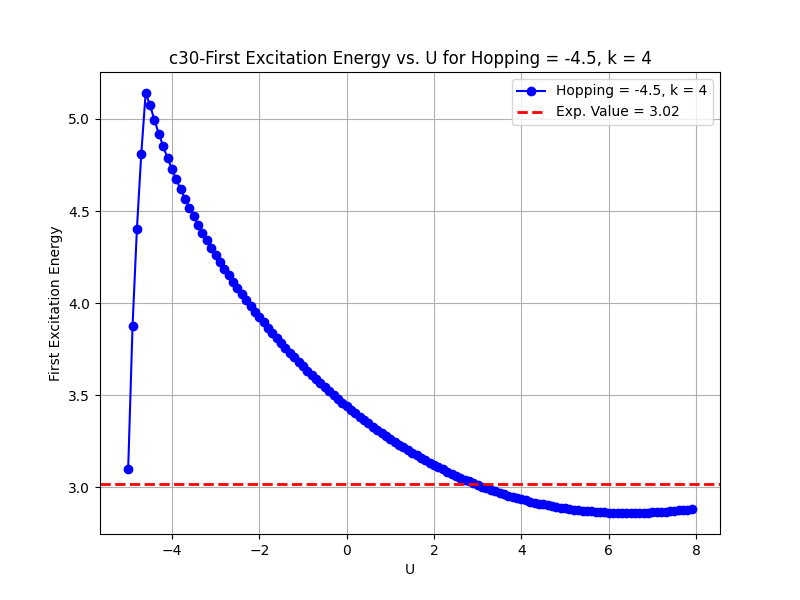 c30-First Excitation Energy vs. U for Hopping = -4.5, k = 4
Hopping = -4.5, k = 4
Exp. Value = 3.02
First Excitation Energy
5.0
4.5
4.0
3.5
3.0
−4
−2
0
2
4
6
8
U